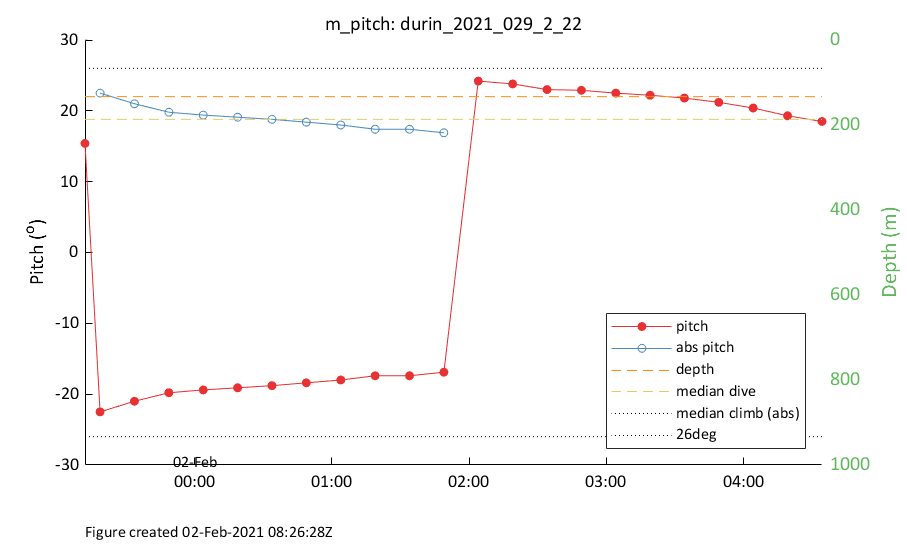 m_pitch: durin_2021_029_2_22
30
20
10
0
-10
-20
-30
Pitch (º)
0
200
400
600
800
1000
Depth (m)
pitch
abs pitch
depth
median dive
median climb (abs)
26deg
02-Feb
00:00 01:00 02:00 03:00 04:00
Figure created 02-Feb-2021 08:26:28Z